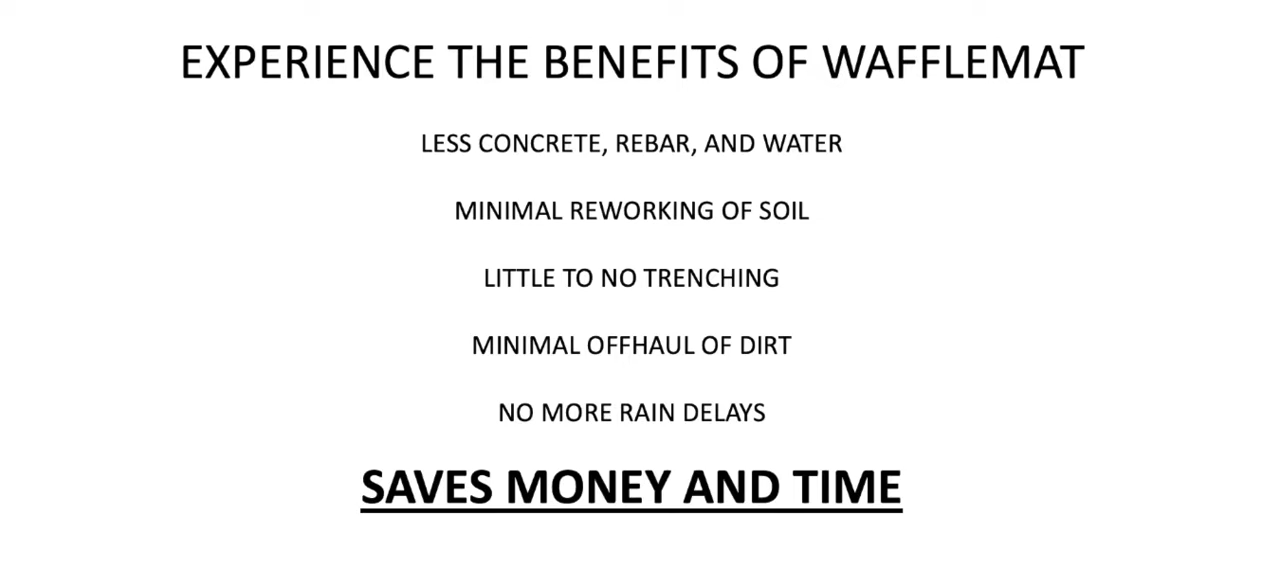 EXPERIENCE THE BENEFITS OF WAFFLEMAT
LESS CONCRETE, REBAR, AND WATER
MINIMAL REWORKING OF SOIL
LITTLE TO NO TRENCHING
MINIMAL OFFHAUL OF DIRT
NO MORE RAIN DELAYS
SAVES MONEY AND TIME